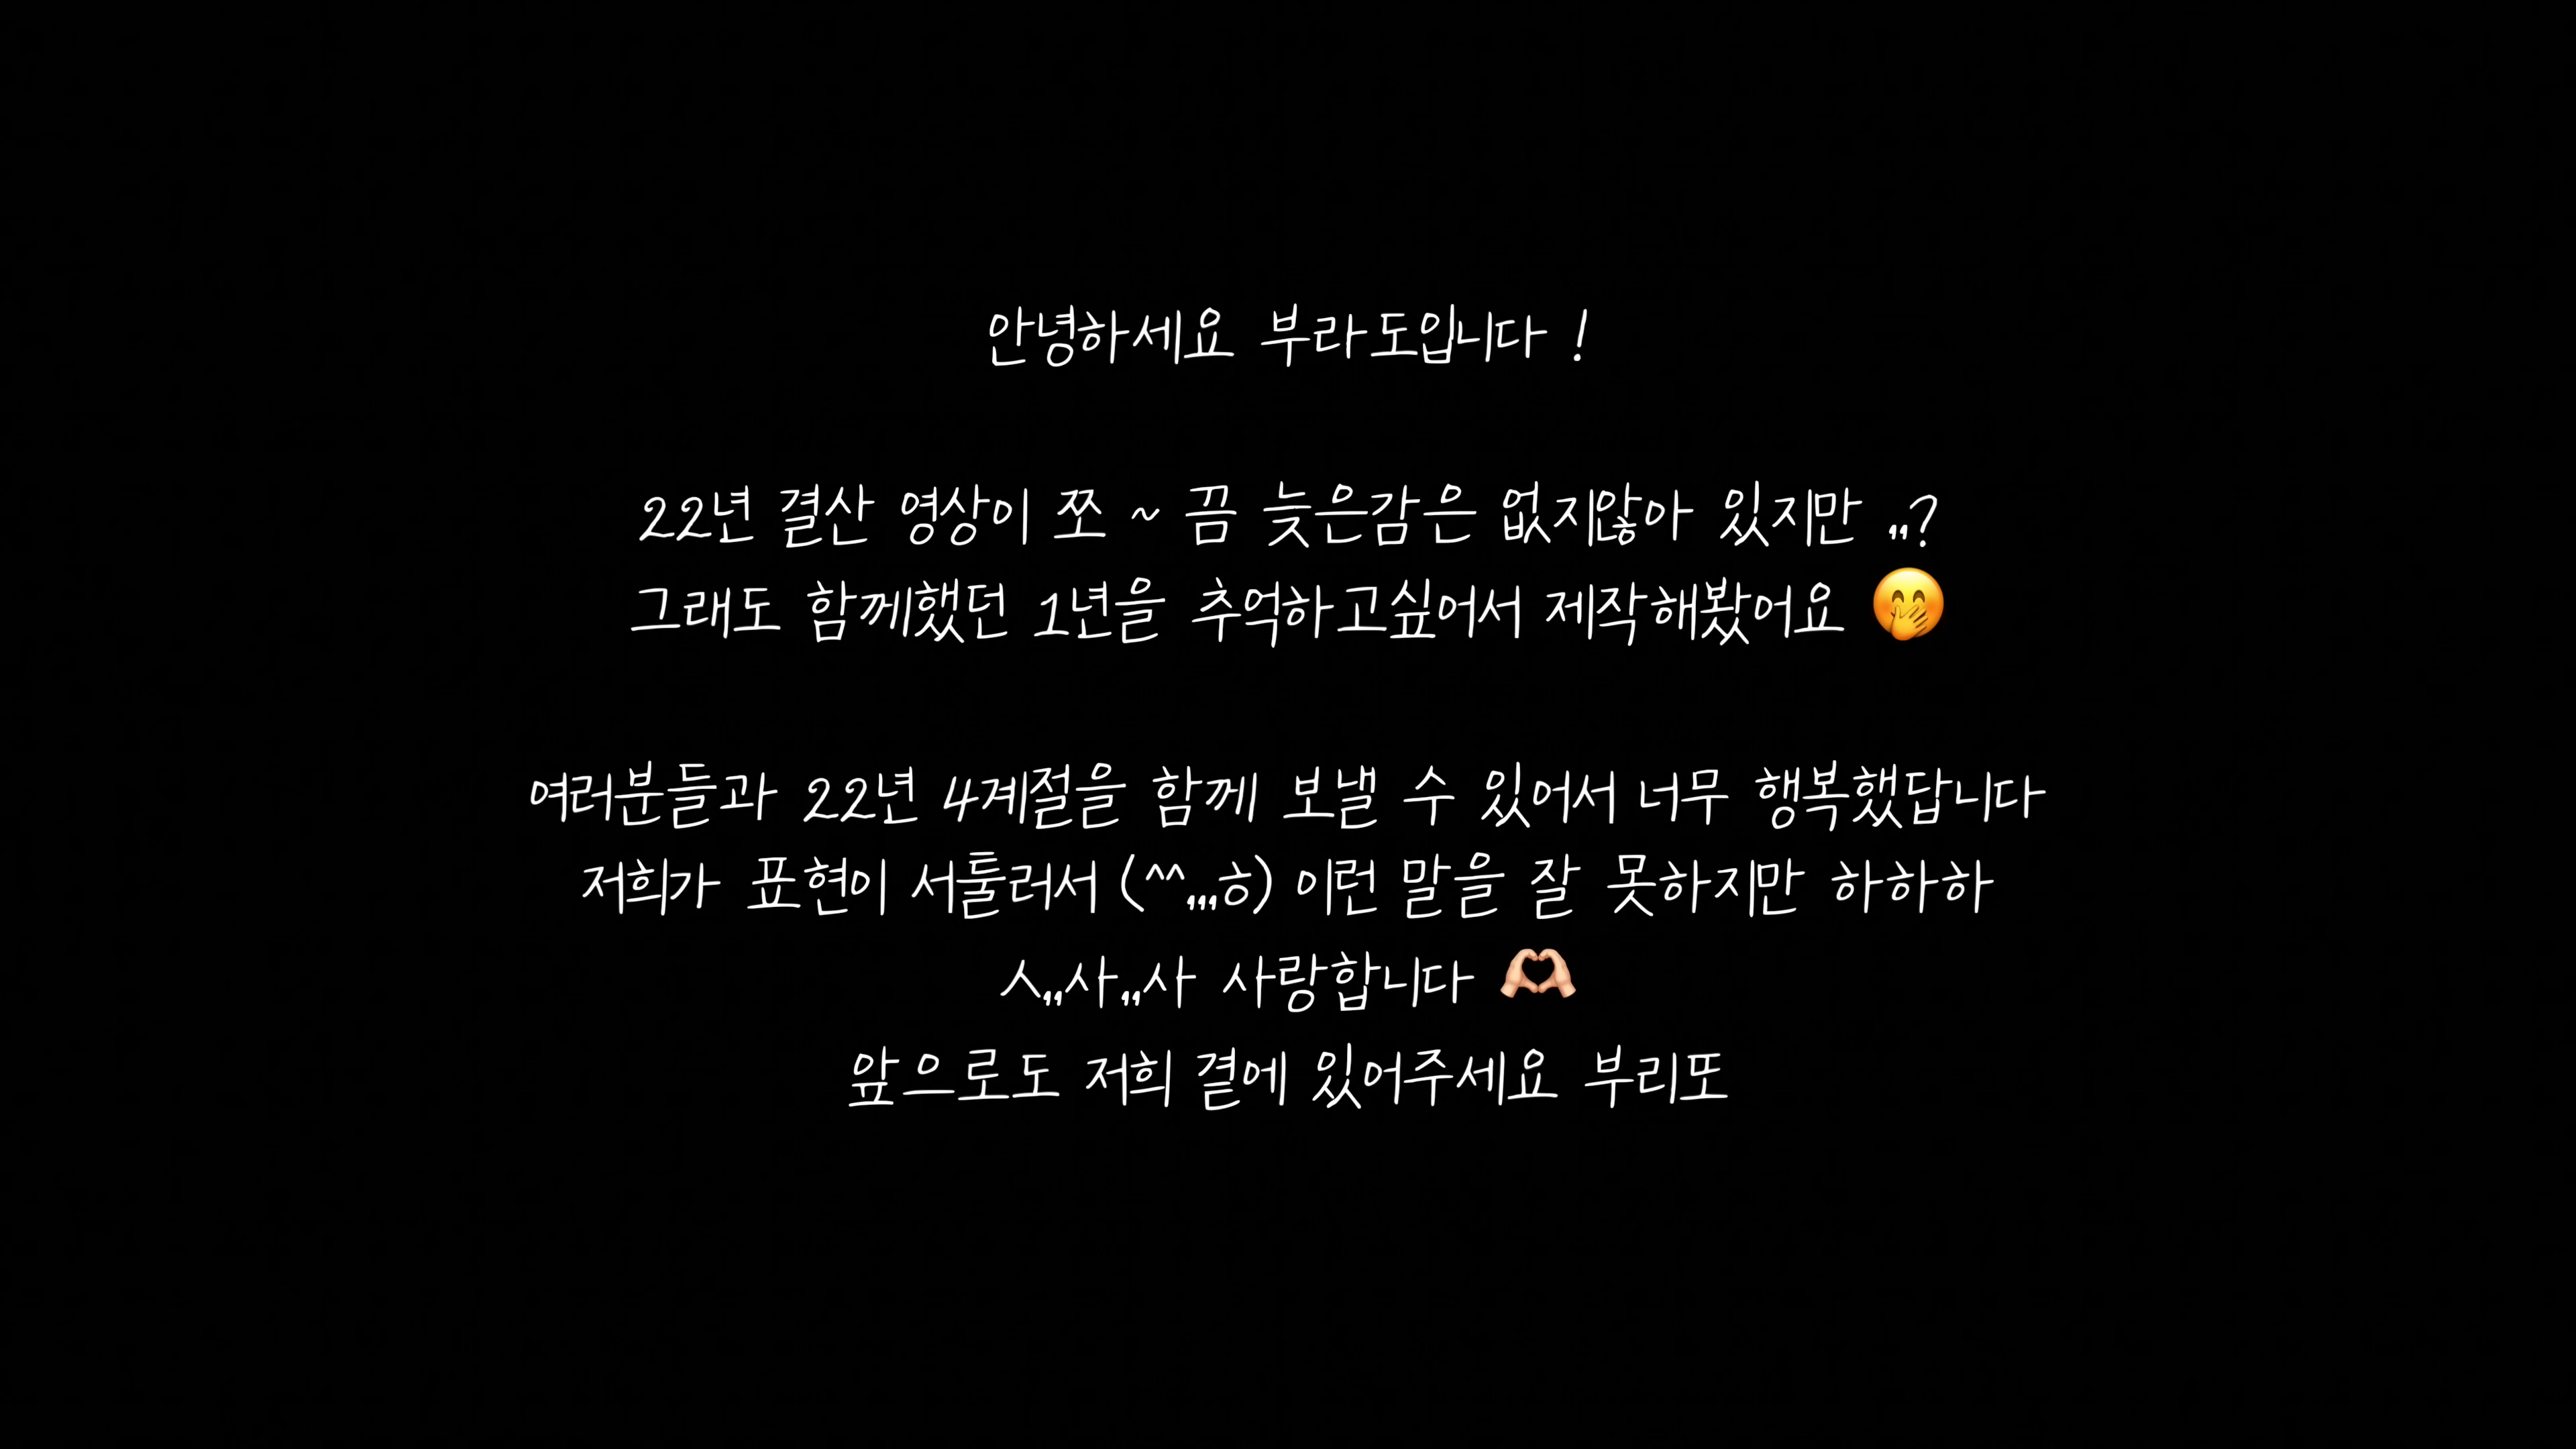 안녕하세요 부라도입니다 !
22년 결산 영상이 쪼 ~ 끔 늦은감은 없지않아 있지만 ,,?
그래도 함께했던 1년을 추억하고싶어서 제작해봤어요 🤭
여러분들과 22년 4계절을 함께 보낼 수 있어서 너무 행복했답니다
저희가 표현이 서툴러서 (^^,,,ㅎ) 이런 말을 잘 못하지만 하하하
ㅅ,,사,,사 사랑합니다 🫶🏻
앞으로도 저희 곁에 있어주세요 부리또